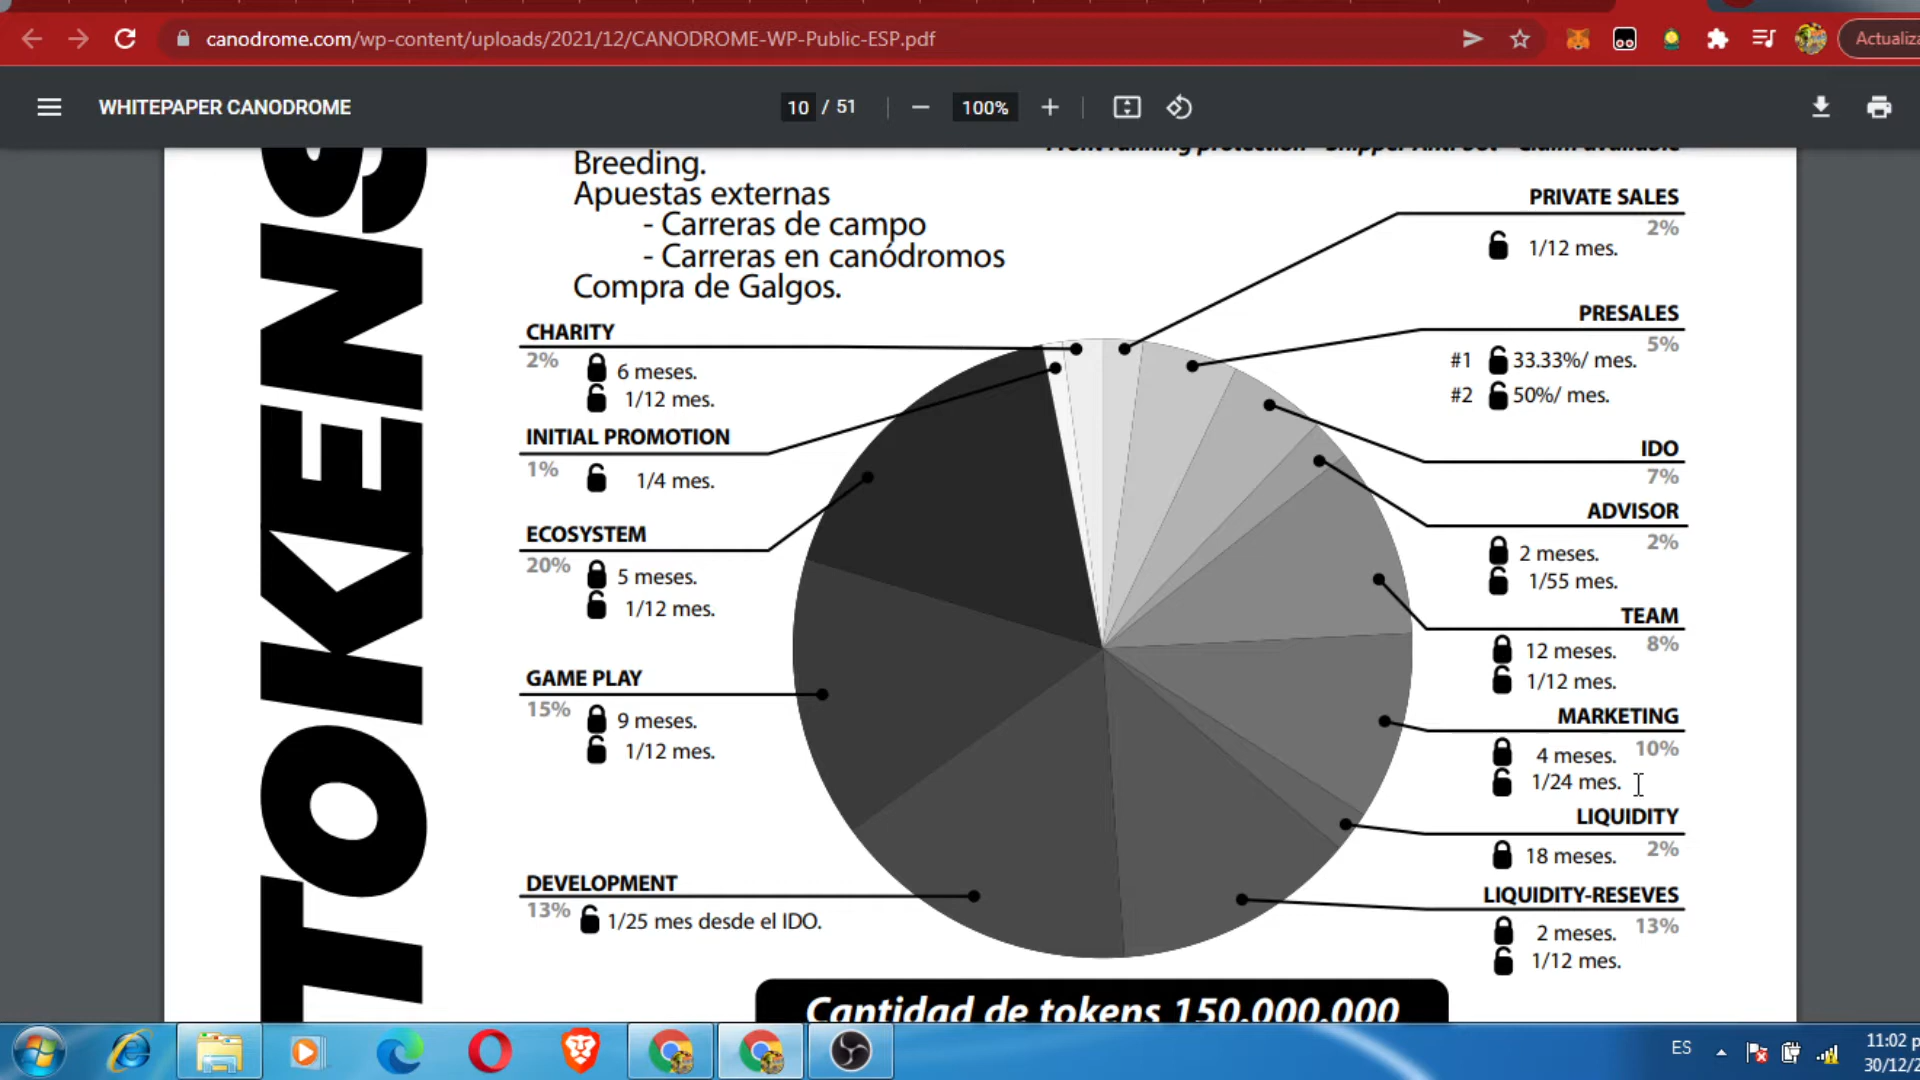 canodrome.com/wp-content/uploads/2021/12/CANODROME-WP-Public-ESP.pdf
Actualiza
WHITEPAPER CANODROME
10 / 51
100%
TOKENS
Breeding.
Apuestas externas
- Carreras de campo
- Carreras en canódromos
Compra de Galgos.
CHARITY
2%
6 meses.
1/12 mes.
INITIAL PROMOTION
1%
1/4 mes.
ECOSYSTEM
20%
5 meses.
1/12 mes.
GAME PLAY
15%
9 meses.
1/12 mes.
DEVELOPMENT
13%
1/25 mes desde el IDO.
PRIVATE SALES
2%
1/12 mes.
PRESALES
5%
#1 33.33%/ mes.
#2 50%/ mes.
IDO
7%
ADVISOR
2%
2 meses.
1/55 mes.
TEAM
8%
12 meses.
1/12 mes.
MARKETING
10%
4 meses.
1/24 mes.
LIQUIDITY
2%
18 meses.
LIQUIDITY-RESEVES
13%
2 meses.
1/12 mes.
Cantidad de tokens 150.000.000
ES
11:02 p
30/12/2